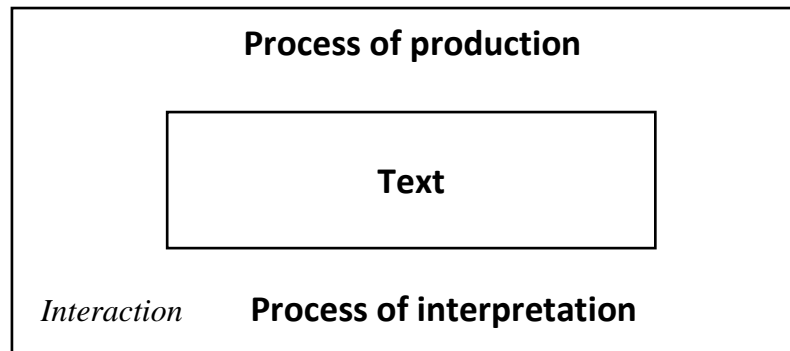 Process of production
Text
Interaction Process of interpretation